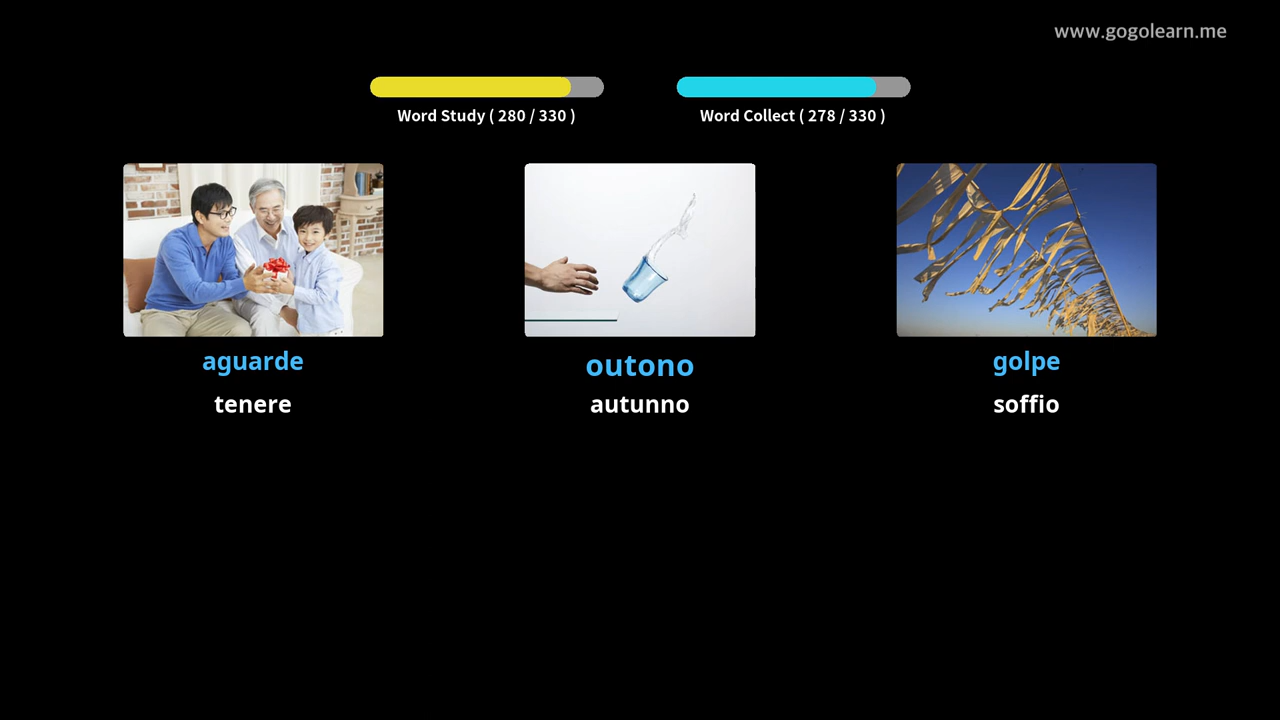 www.gogolearn.me
Word Study ( 280 / 330 )
Word Collect ( 278 / 330 )
aguarde
outono
golpe
tenere
autunno
soffio